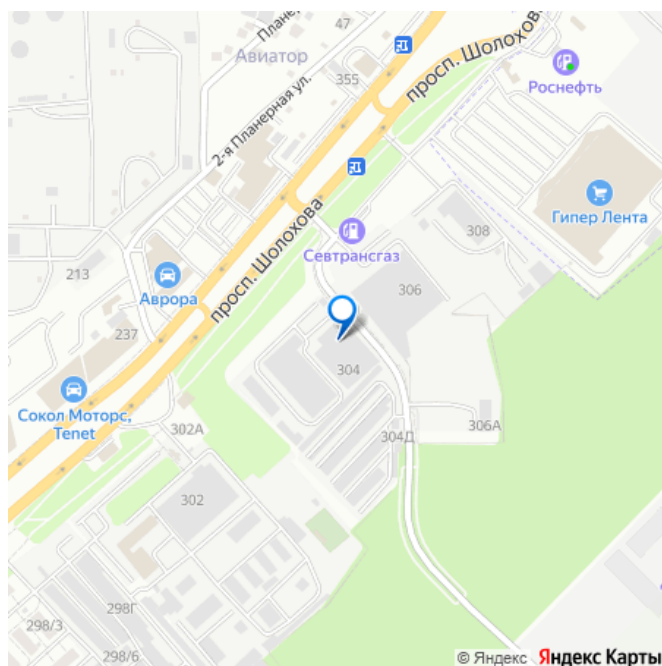 Планерная
47
просп. Шолохова
Авиатор
355
Роснефть
2-я Планерная ул.
Гипер Лента
308
просп. Шолохова
Севтрансгаз
213
Аврора
306
237
304
Сокол Моторс,
Tenet
302А
304Д
306А
302
298Г
298/3
298/6
© Яндекс Яндекс Карты